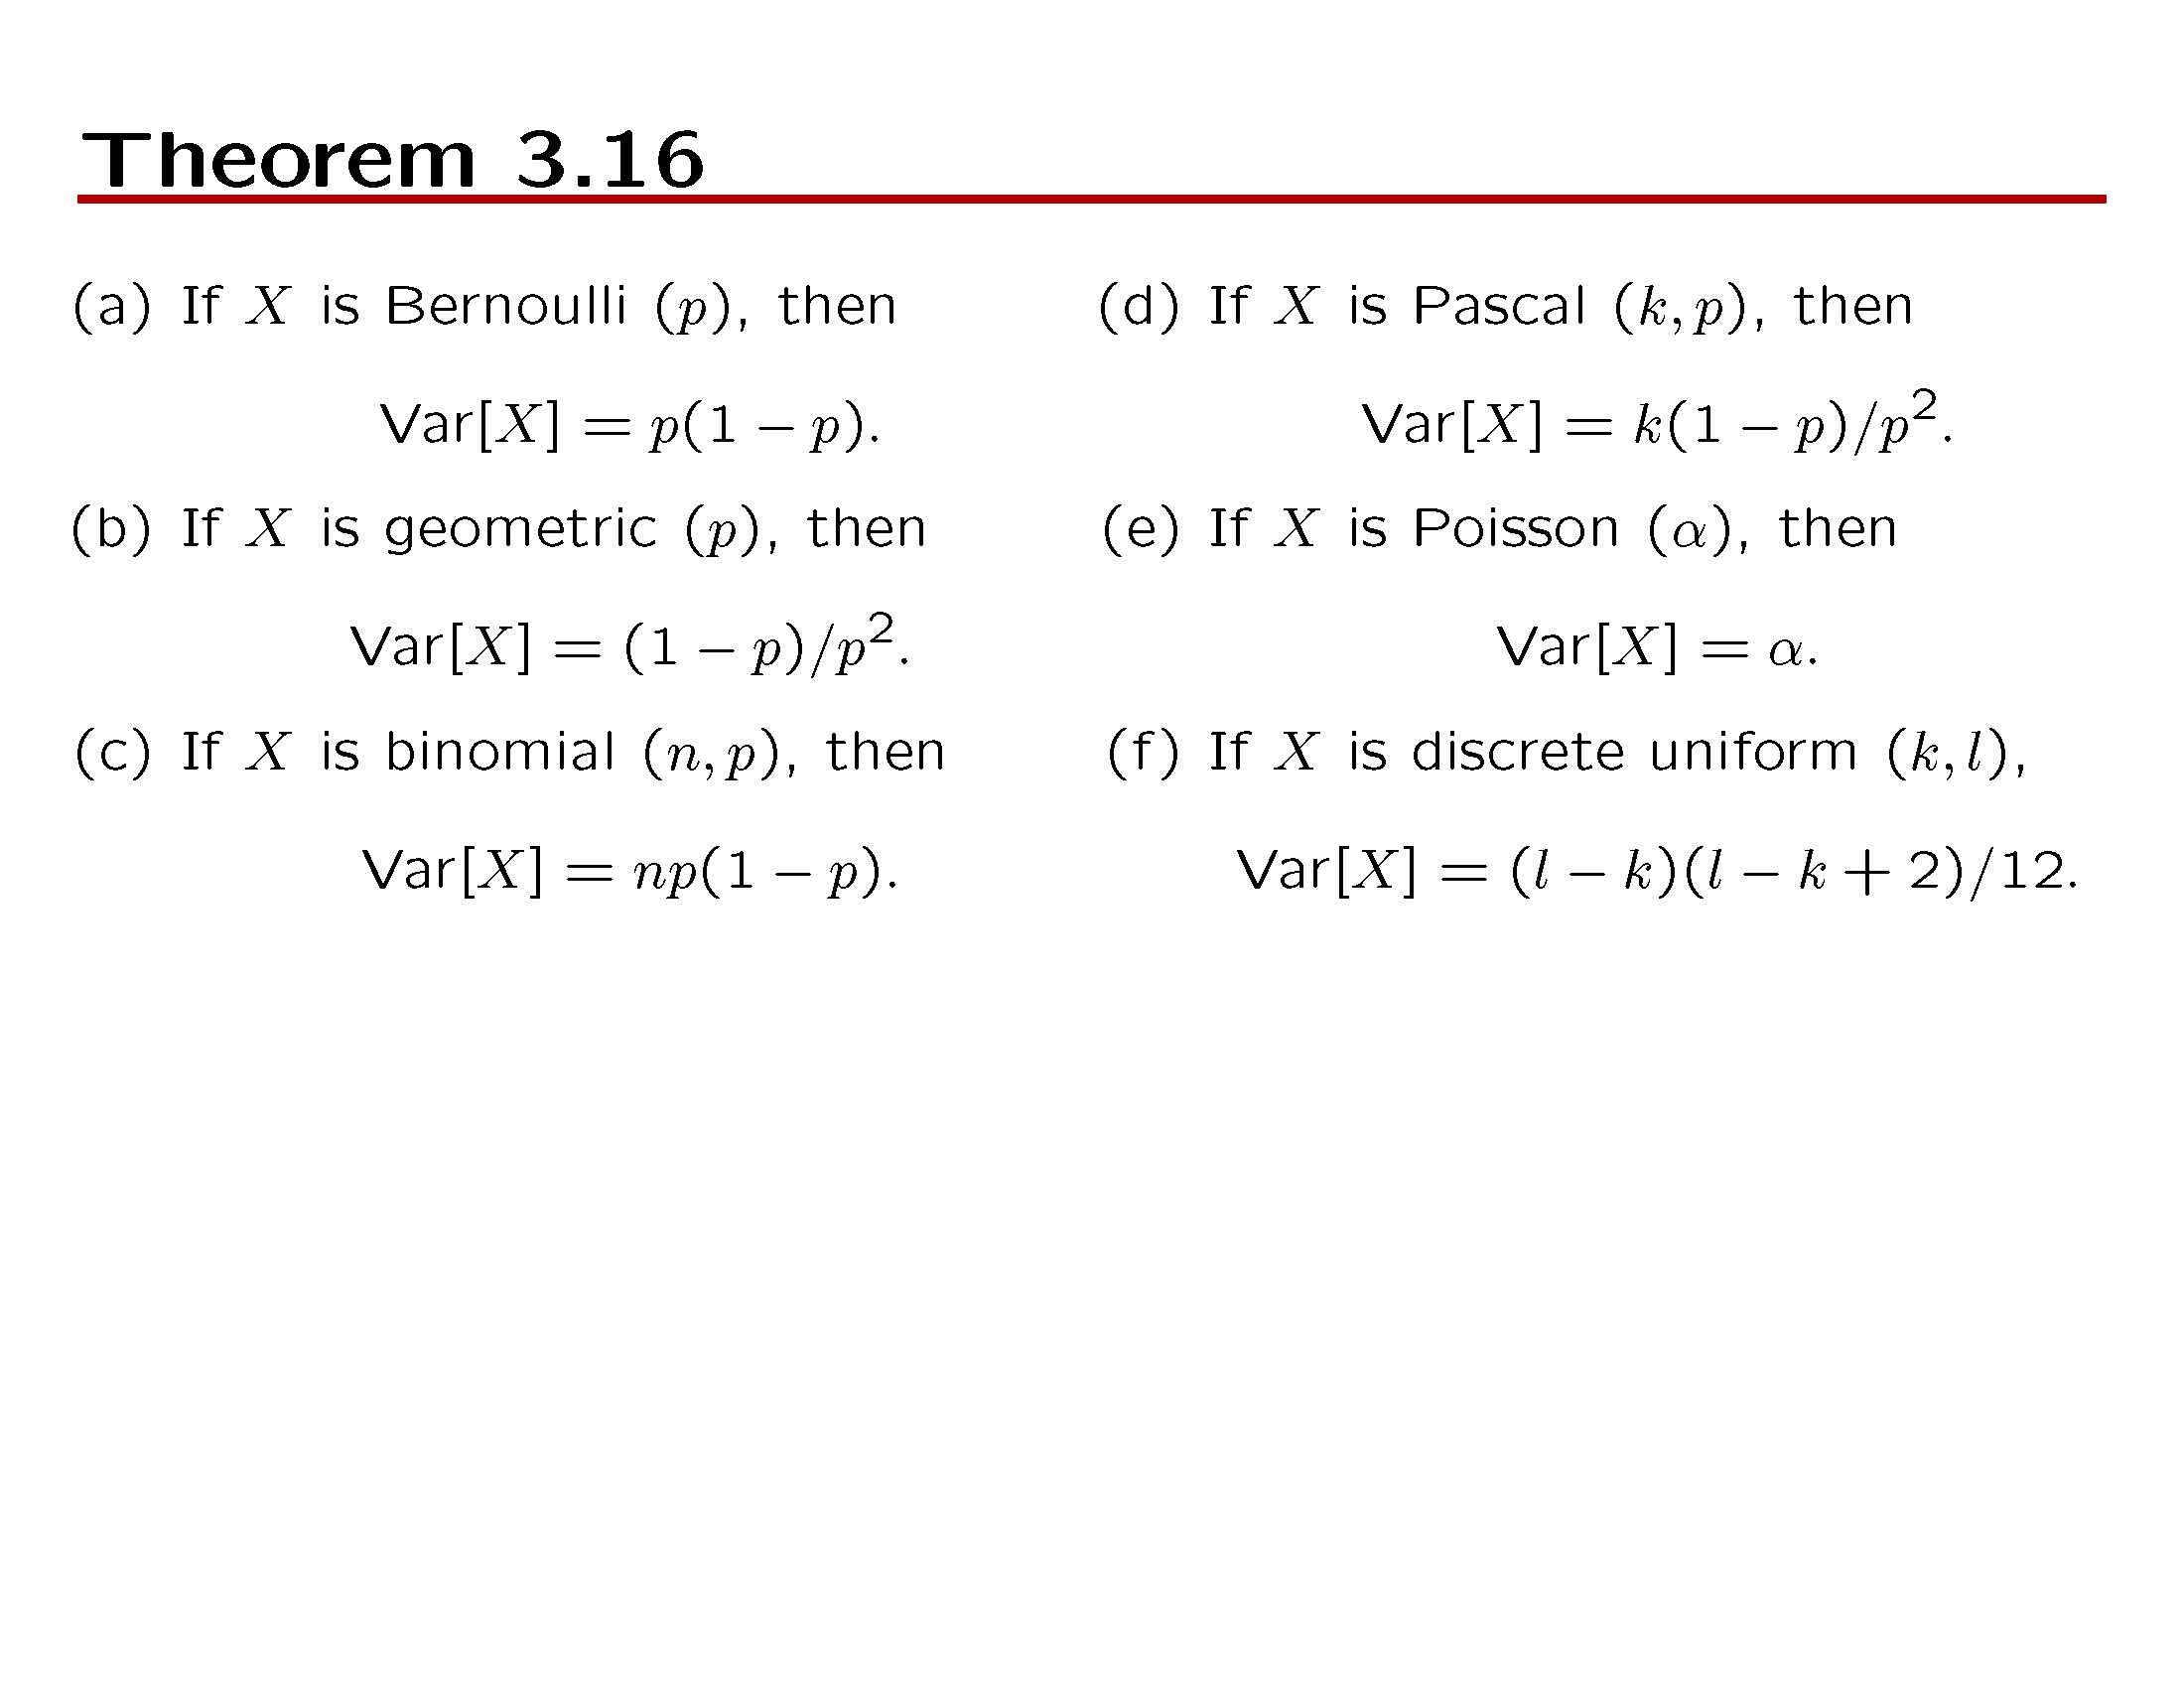 Theorem 3.16
(a) If X is Bernoulli (p), then
Var[X] = p(1 − p).
(b) If X is geometric (p), then
Var[X] = (1 − p)/p².
(c) If X is binomial (n, p), then
Var[X] = np(1 − p).
(d) If X is Pascal (k, p), then
Var[X] = k(1 − p)/p².
(e) If X is Poisson (α), then
Var[X] = α.
(f) If X is discrete uniform (k, l),
Var[X] = (l − k)(l − k + 2)/12.